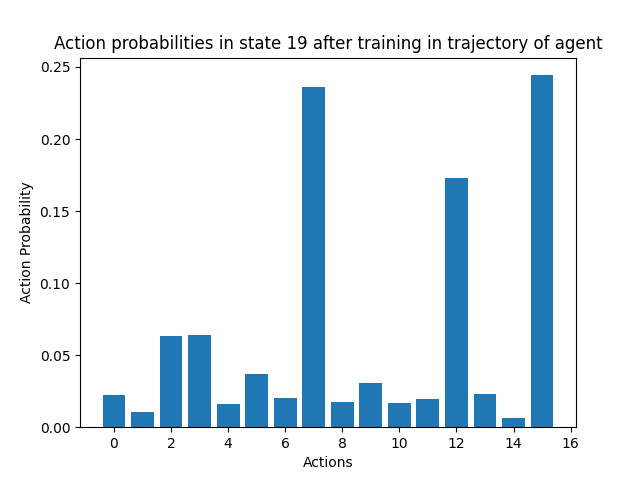 Action probabilities in state 19 after training in trajectory of agent
0.25
0.20
0.15
0.10
0.05
0.00
Action Probability
0 2 4 6 8 10 12 14 16
Actions